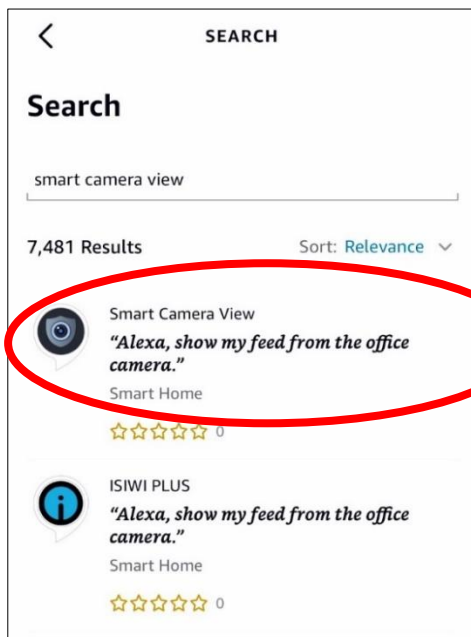 SEARCH
Search
smart camera view
7,481 Results Sort: Relevance
Smart Camera View
“Alexa, show my feed from the office
camera.”
Smart Home
0
ISIWI PLUS
“Alexa, show my feed from the office
camera.”
Smart Home
0